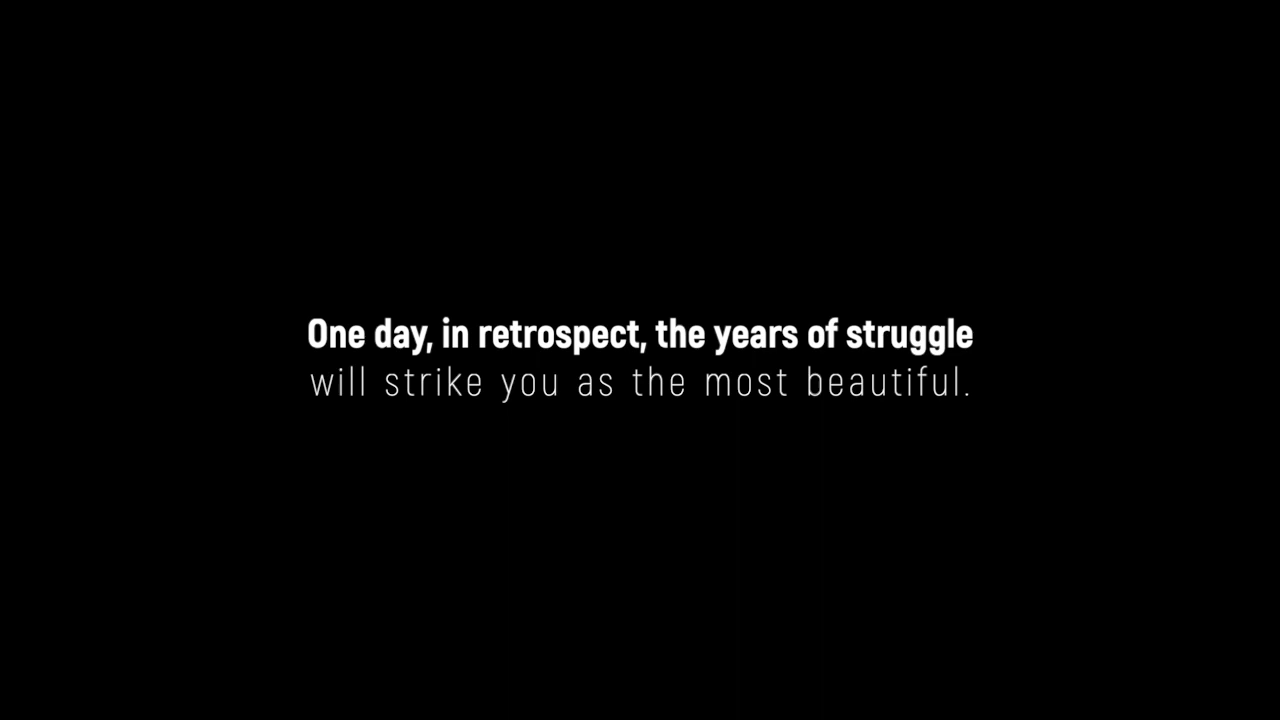 One day, in retrospect, the years of struggle
will strike you as the most beautiful.